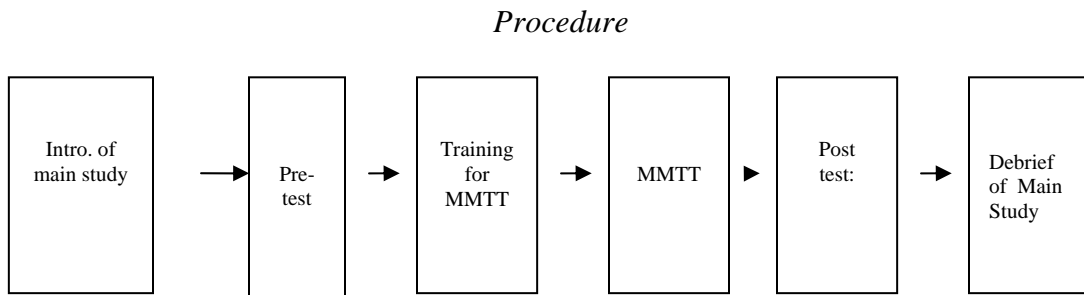 Procedure
Intro. of
main study
Pre-
test
Training
for
MMTT
MMTT
Post
test:
Debrief
of Main
Study